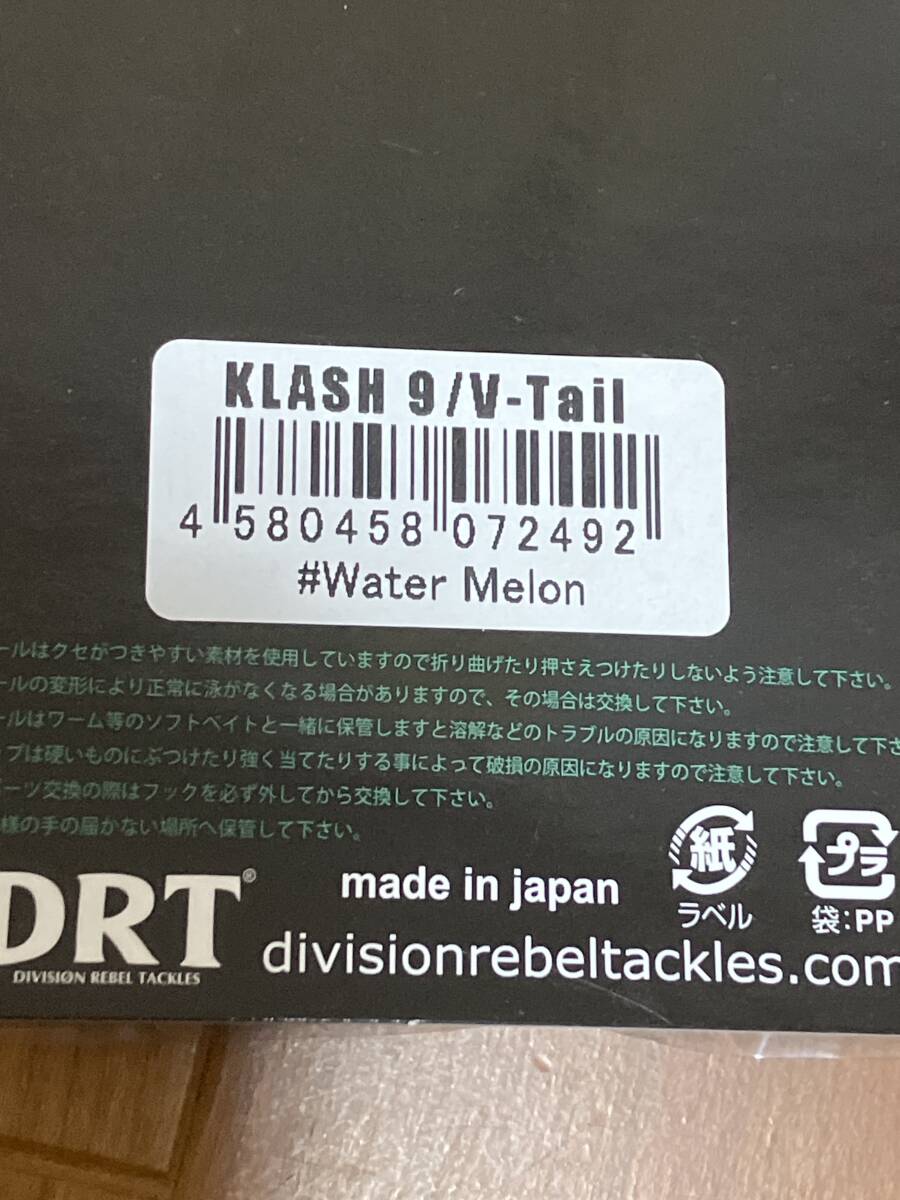 KLASH 9/V-Tail
4 580458 072492
#Water Melon
ールはクセがつきやすい素材を使用していますので折り曲げたり押さえつけたりしないよう注意して下さい。
ールの変形により正常に泳がなくなる場合がありますので、その場合は交換して下さい。
ールはワーム等のソフトベイトと一緒に保管しますと溶解などのトラブルの原因になりますので注意して下さ
ップは硬いものにぶつけたり強く当てたりする事によって破損の原因になりますので注意して下さい。
ーツ交換の際はフックを必ず外してから交換して下さい。
様の手の届かない場所へ保管して下さい。
DRT®
DIVISION REBEL TACKLES
made in japan
divisionrebeltackles.com
紙
ラベル
プラ
袋:PP